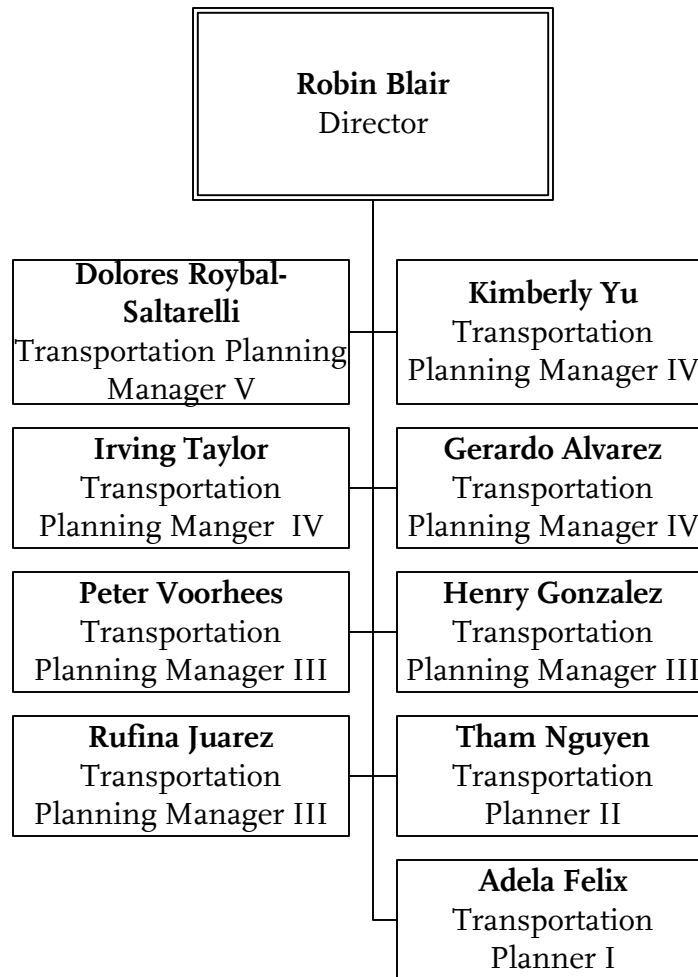 Robin Blair
Director
Dolores Roybal-
Saltarelli
Transportation Planning
Manager V
Kimberly Yu
Transportation
Planning Manager IV
Irving Taylor
Transportation
Planning Manger  IV
Gerardo Alvarez
Transportation
Planning Manager IV
Peter Voorhees
Transportation
Planning Manager III
Henry Gonzalez
Transportation
Planning Manager III
Rufina Juarez
Transportation
Planning Manager III
Tham Nguyen
Transportation
Planner II
Adela Felix
Transportation
Planner I